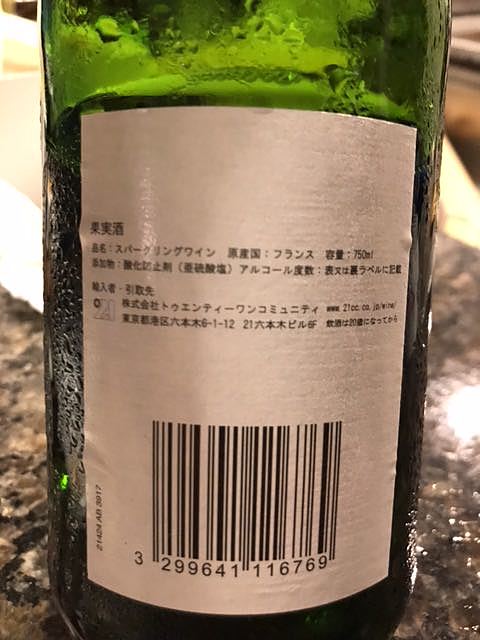 果実酒
品名：スパークリングワイン 原産国：フランス 容量：750ml
添加物：酸化防止剤（亜硫酸塩）アルコール度数：表又は裏ラベルに記載
輸入者・引取先
株式会社トゥエンティーワンコミュニティ www.21cc.co.jp/wine/
東京都港区六本木6-1-12 21六本木ビル6F 飲酒は20歳になってから
21424 AB 3917
3 299641 116769